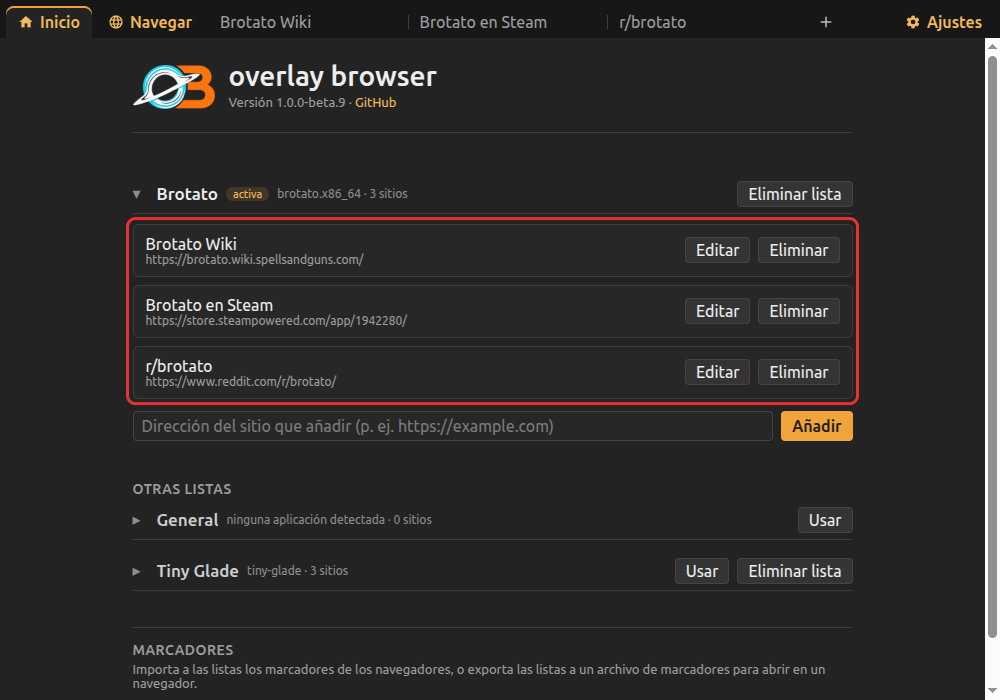 Inicio Navegar Brotato Wiki Brotato en Steam r/brotato + Ajustes
overlay browser
Versión 1.0.0-beta.9 · GitHub
Brotato activa brotato.x86_64 · 3 sitios Eliminar lista
Brotato Wiki
https://brotato.wiki.spellsandguns.com/
Editar Eliminar
Brotato en Steam
https://store.steampowered.com/app/1942280/
Editar Eliminar
r/brotato
https://www.reddit.com/r/brotato/
Editar Eliminar
Dirección del sitio que añadir (p. ej. https://example.com) Añadir
OTRAS LISTAS
General ninguna aplicación detectada · 0 sitios Usar
Tiny Glade tiny-glade · 3 sitios Usar Eliminar lista
MARCADORES
Importa a las listas los marcadores de los navegadores, o exporta las listas a un archivo de marcadores para abrir en un
navegador.